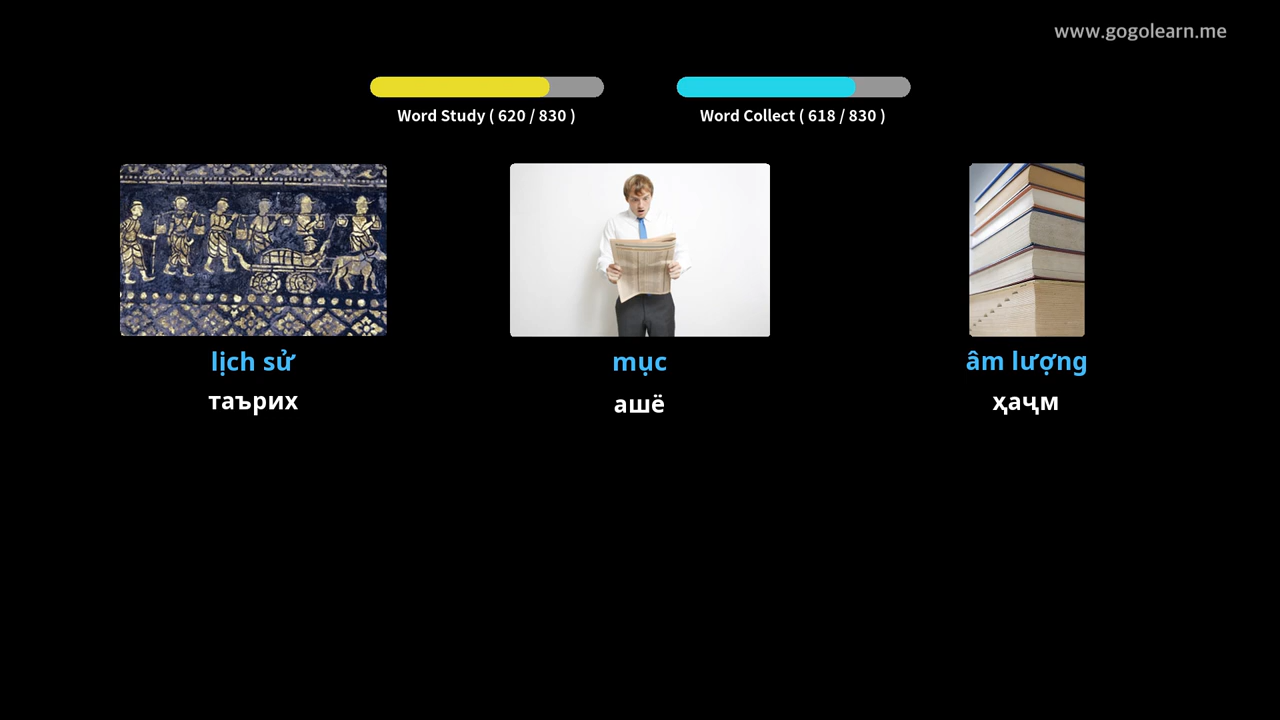 www.gogolearn.me
Word Study ( 620 / 830 )
Word Collect ( 618 / 830 )
lịch sử
mục
âm lượng
таърих
ашё
ҳаҷм